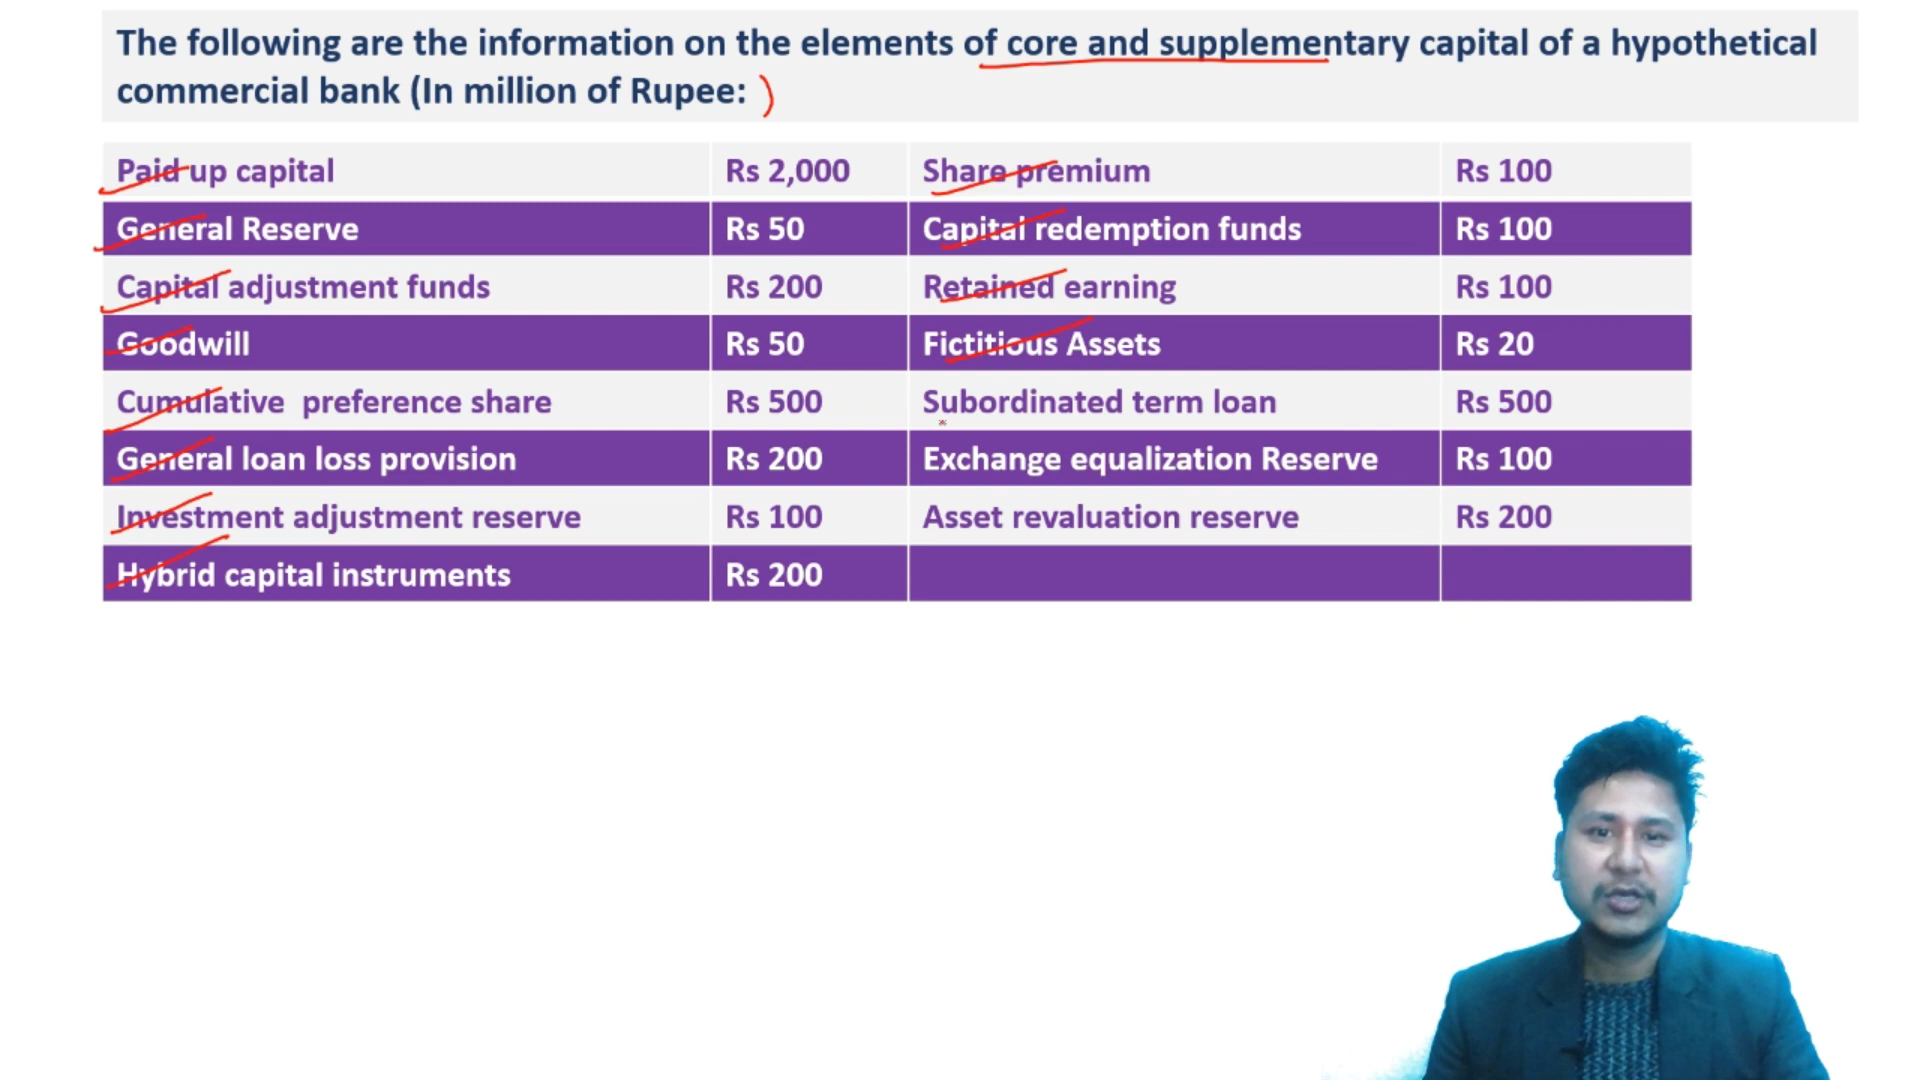 The following are the information on the elements of core and supplementary capital of a hypothetical
commercial bank (In million of Rupee: )
Paid up capital Rs 2,000 Share premium Rs 100
General Reserve Rs 50 Capital redemption funds Rs 100
Capital adjustment funds Rs 200 Retained earning Rs 100
Goodwill Rs 50 Fictitious Assets Rs 20
Cumulative preference share Rs 500 Subordinated term loan Rs 500
General loan loss provision Rs 200 Exchange equalization Reserve Rs 100
Investment adjustment reserve Rs 100 Asset revaluation reserve Rs 200
Hybrid capital instruments Rs 200